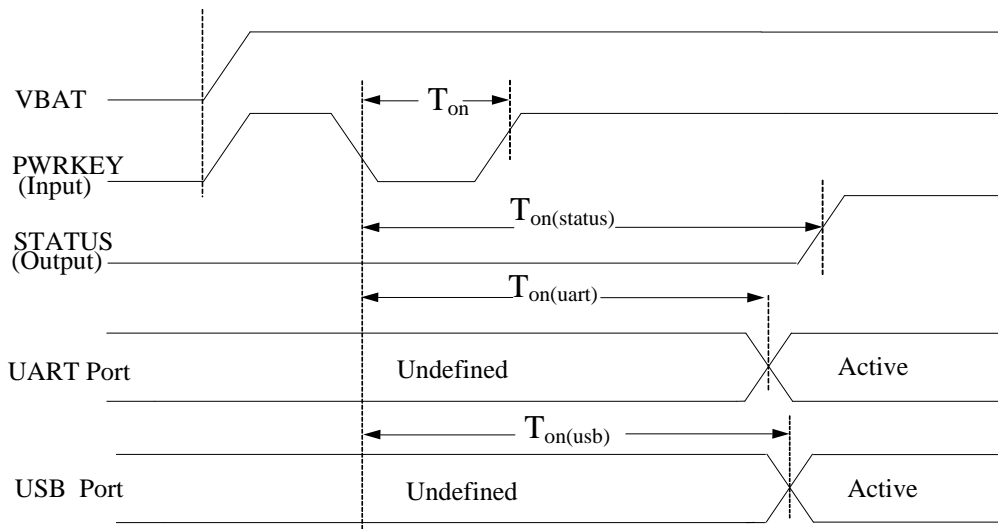 VBAT
T_on
PWRKEY
(Input)
T_on(status)
STATUS
(Output)
T_on(uart)
UART Port
Undefined
Active
T_on(usb)
USB Port
Undefined
Active